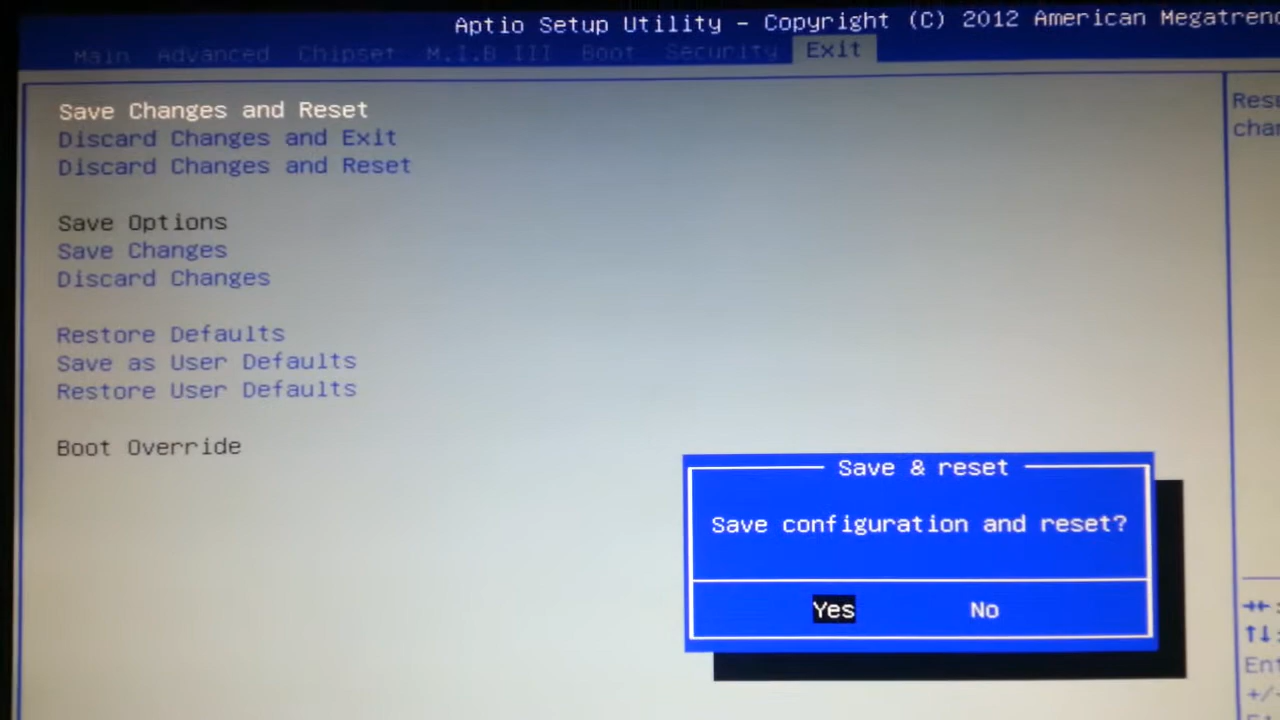 Aptio Setup Utility - Copyright (C) 2012 American
Main Advanced Chipset M.I.B III Boot Security Exit
Save Changes and Reset
Discard Changes and Exit
Discard Changes and Reset
Save Options
Save Changes
Discard Changes
Restore Defaults
Save as User Defaults
Restore User Defaults
Boot Override
Save & reset
Save configuration and reset?
Yes No